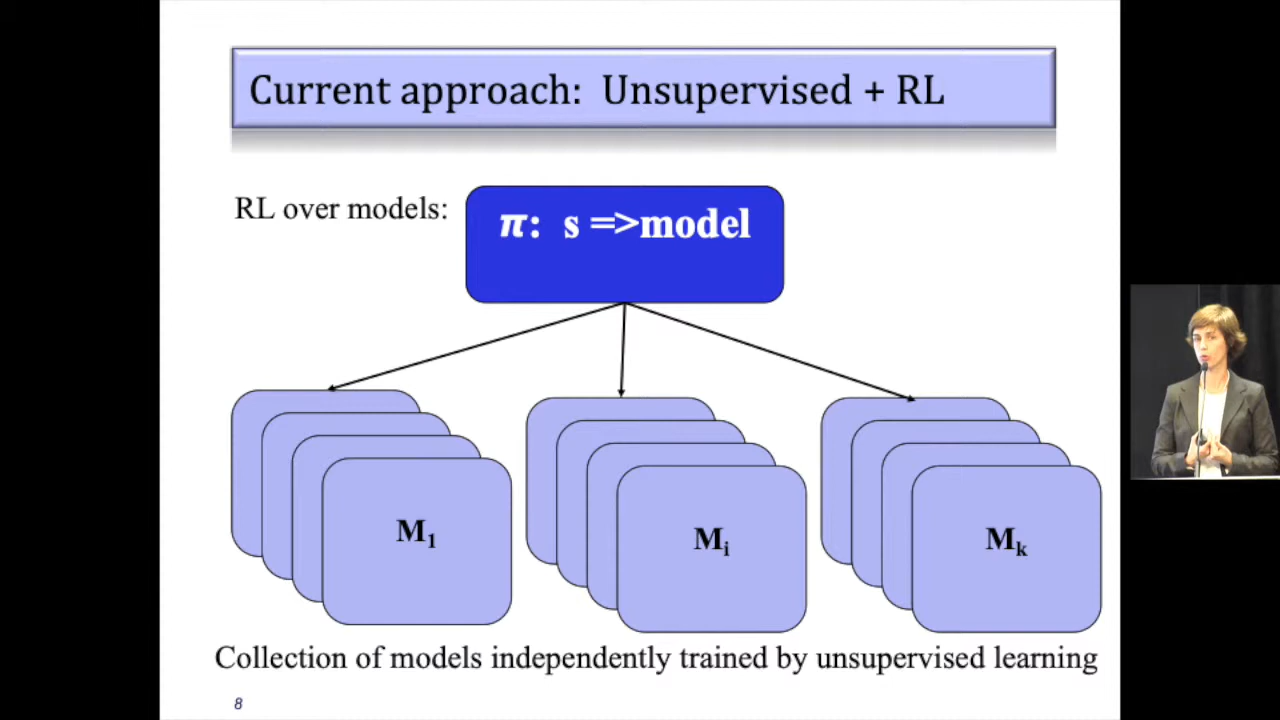 Current approach: Unsupervised + RL
RL over models:
π: s =>model
M₁
Mᵢ
Mₖ
Collection of models independently trained by unsupervised learning
8